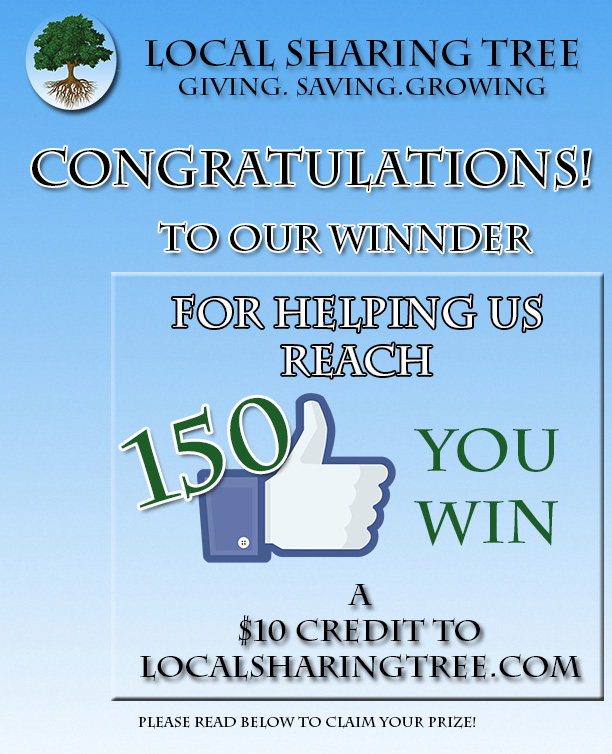 LOCAL SHARING TREE
GIVING. SAVING.GROWING
CONGRATULATIONS!
TO OUR WINNDER
FOR HELPING US
REACH
150
YOU
WIN
A
$10 CREDIT TO
LOCALSHARINGTREE.COM
PLEASE READ BELOW TO CLAIM YOUR PRIZE!